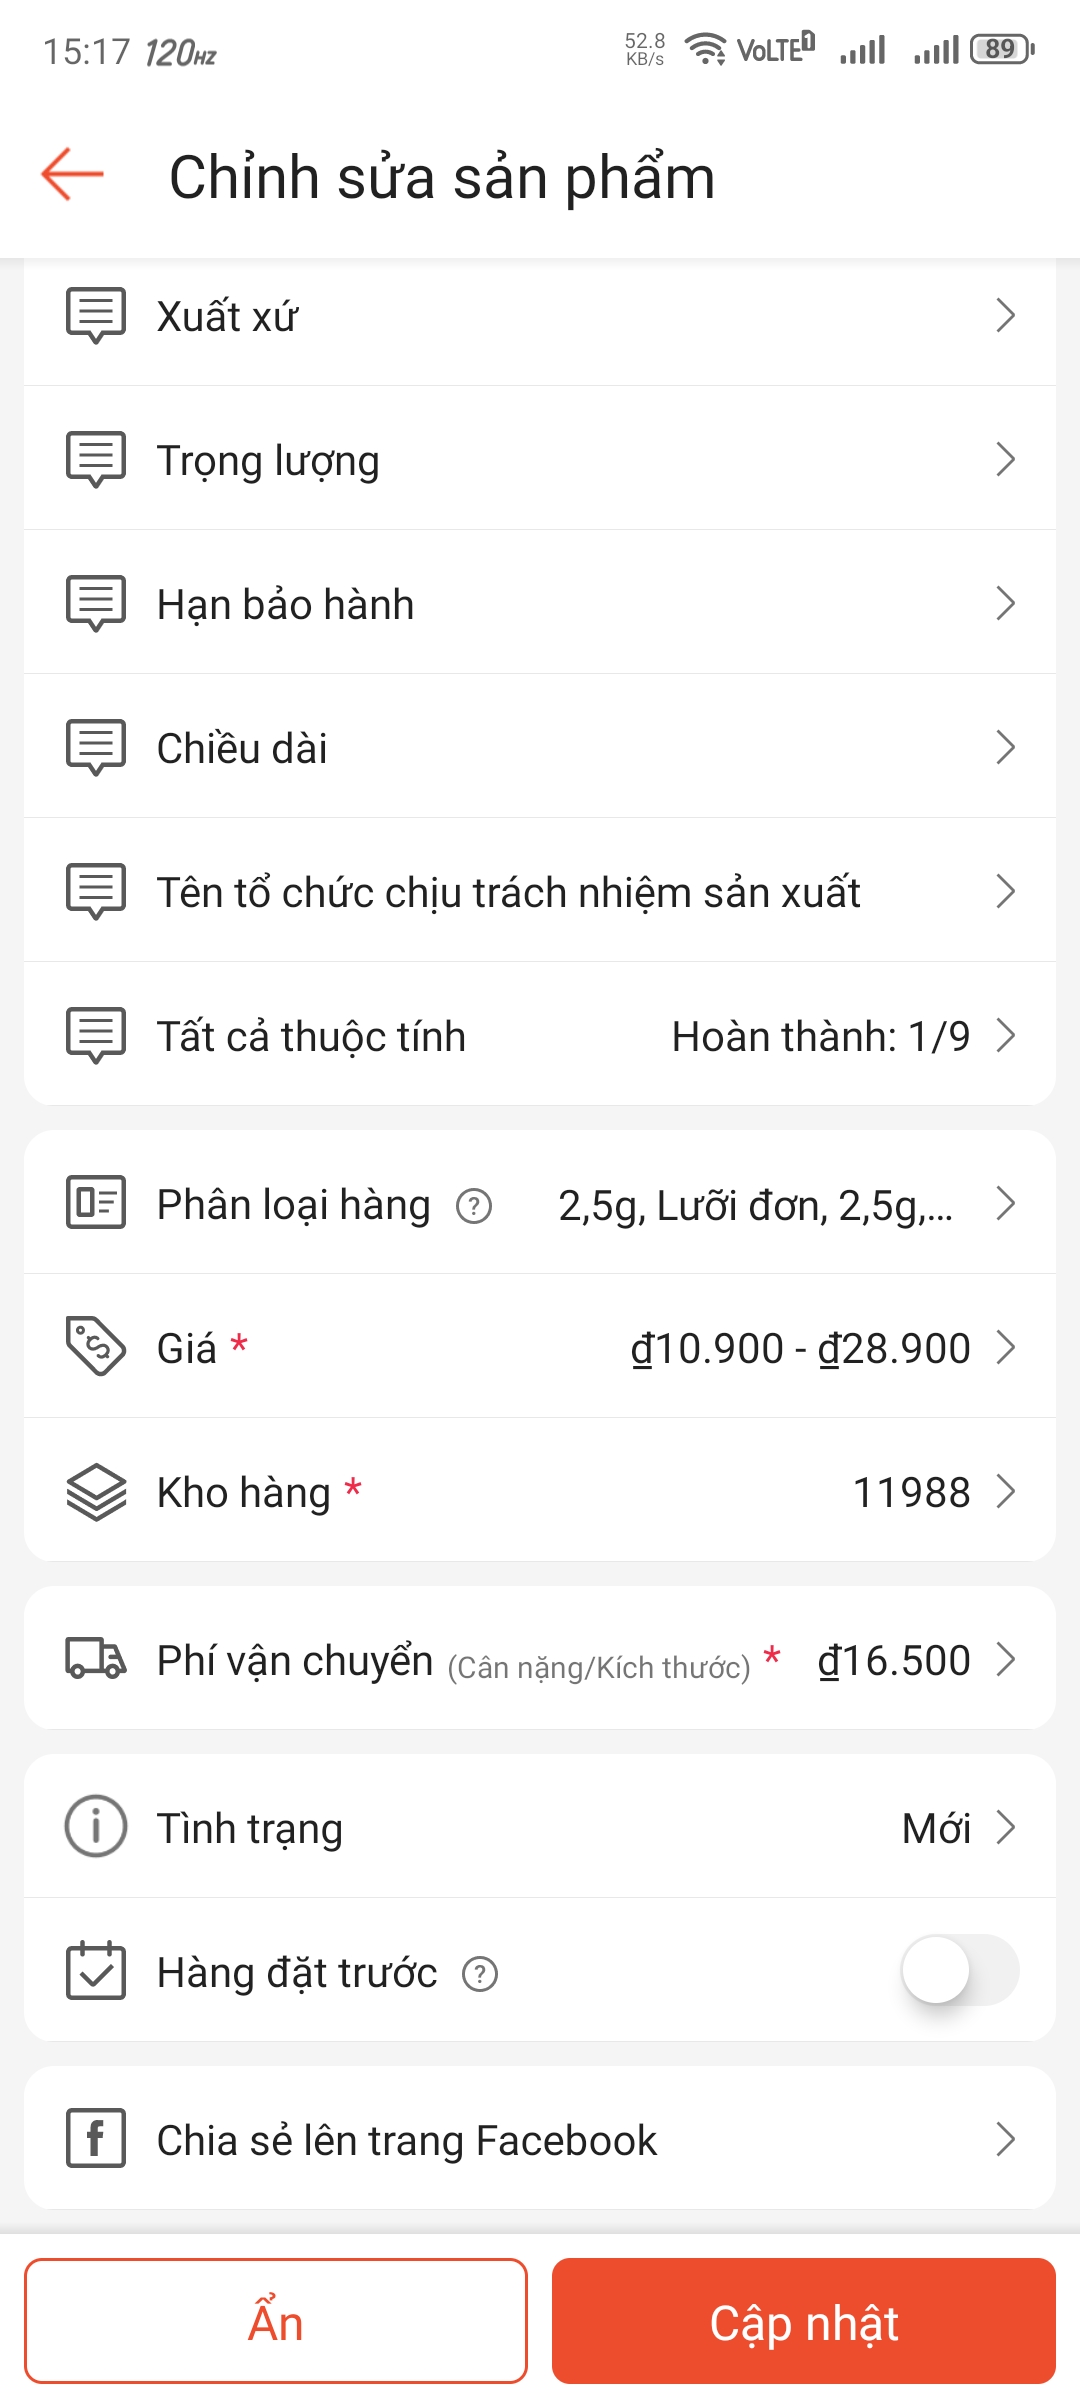 15:17 120HZ 52.8 KB/s VoLTE 1 89
Chỉnh sửa sản phẩm
Xuất xứ
Trọng lượng
Hạn bảo hành
Chiều dài
Tên tổ chức chịu trách nhiệm sản xuất
Tất cả thuộc tính Hoàn thành: 1/9
Phân loại hàng ? 2,5g, Lưỡi đơn, 2,5g,...
Giá * ₫10.900 - ₫28.900
Kho hàng * 11988
Phí vận chuyển (Cân nặng/Kích thước) * ₫16.500
Tình trạng Mới
Hàng đặt trước ?
Chia sẻ lên trang Facebook
Ẩn Cập nhật